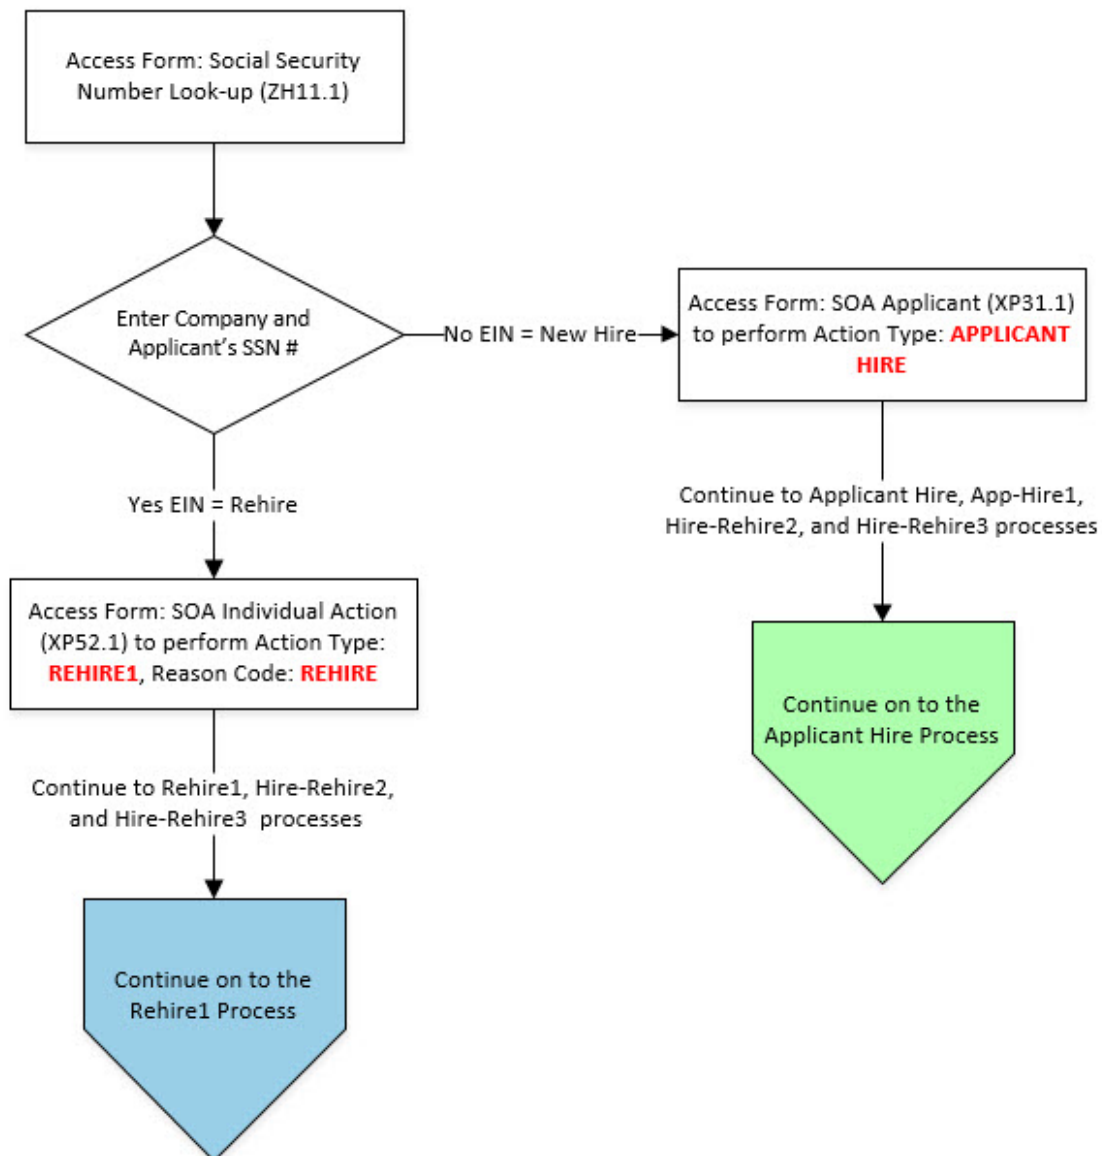 Access Form: Social Security
Number Look-up (ZH11.1)
Enter Company and
Applicant's SSN #
No EIN = New Hire
Access Form: SOA Applicant (XP31.1)
to perform Action Type: APPLICANT
HIRE
Yes EIN = Rehire
Continue to Applicant Hire, App-Hire1,
Hire-Rehire2, and Hire-Rehire3 processes
Access Form: SOA Individual Action
(XP52.1) to perform Action Type:
REHIRE1, Reason Code: REHIRE
Continue on to the
Applicant Hire Process
Continue to Rehire1, Hire-Rehire2,
and Hire-Rehire3 processes
Continue on to the
Rehire1 Process